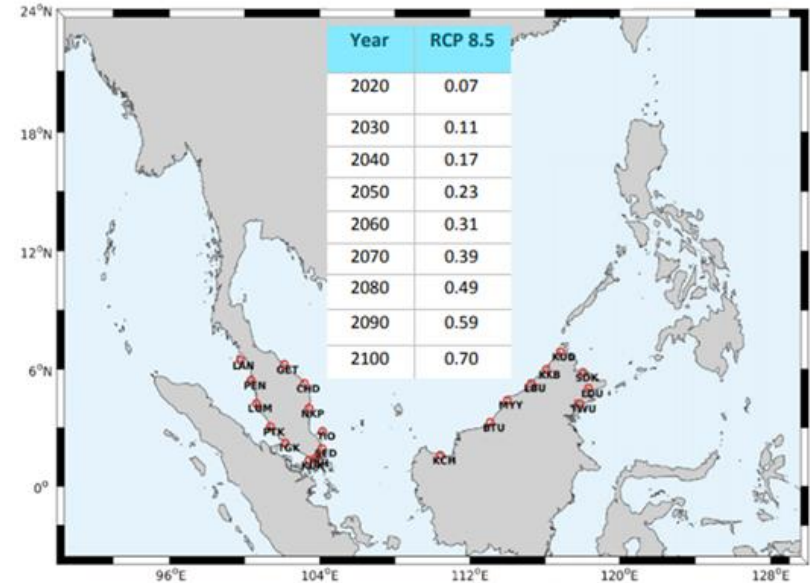 24°N
Year RCP 8.5
2020 0.07
18°N
2030 0.11
2040 0.17
2050 0.23
12°N
2060 0.31
2070 0.39
2080 0.49
2090 0.59
6°N
2100 0.70
KUD
LAN GET KKB SDK
PEN CHD LBU LDU
LUM NKP MYY TWU
PTK TIO BTU
TGK KCH
0°
96°E 104°E 112°E 120°E 128°E